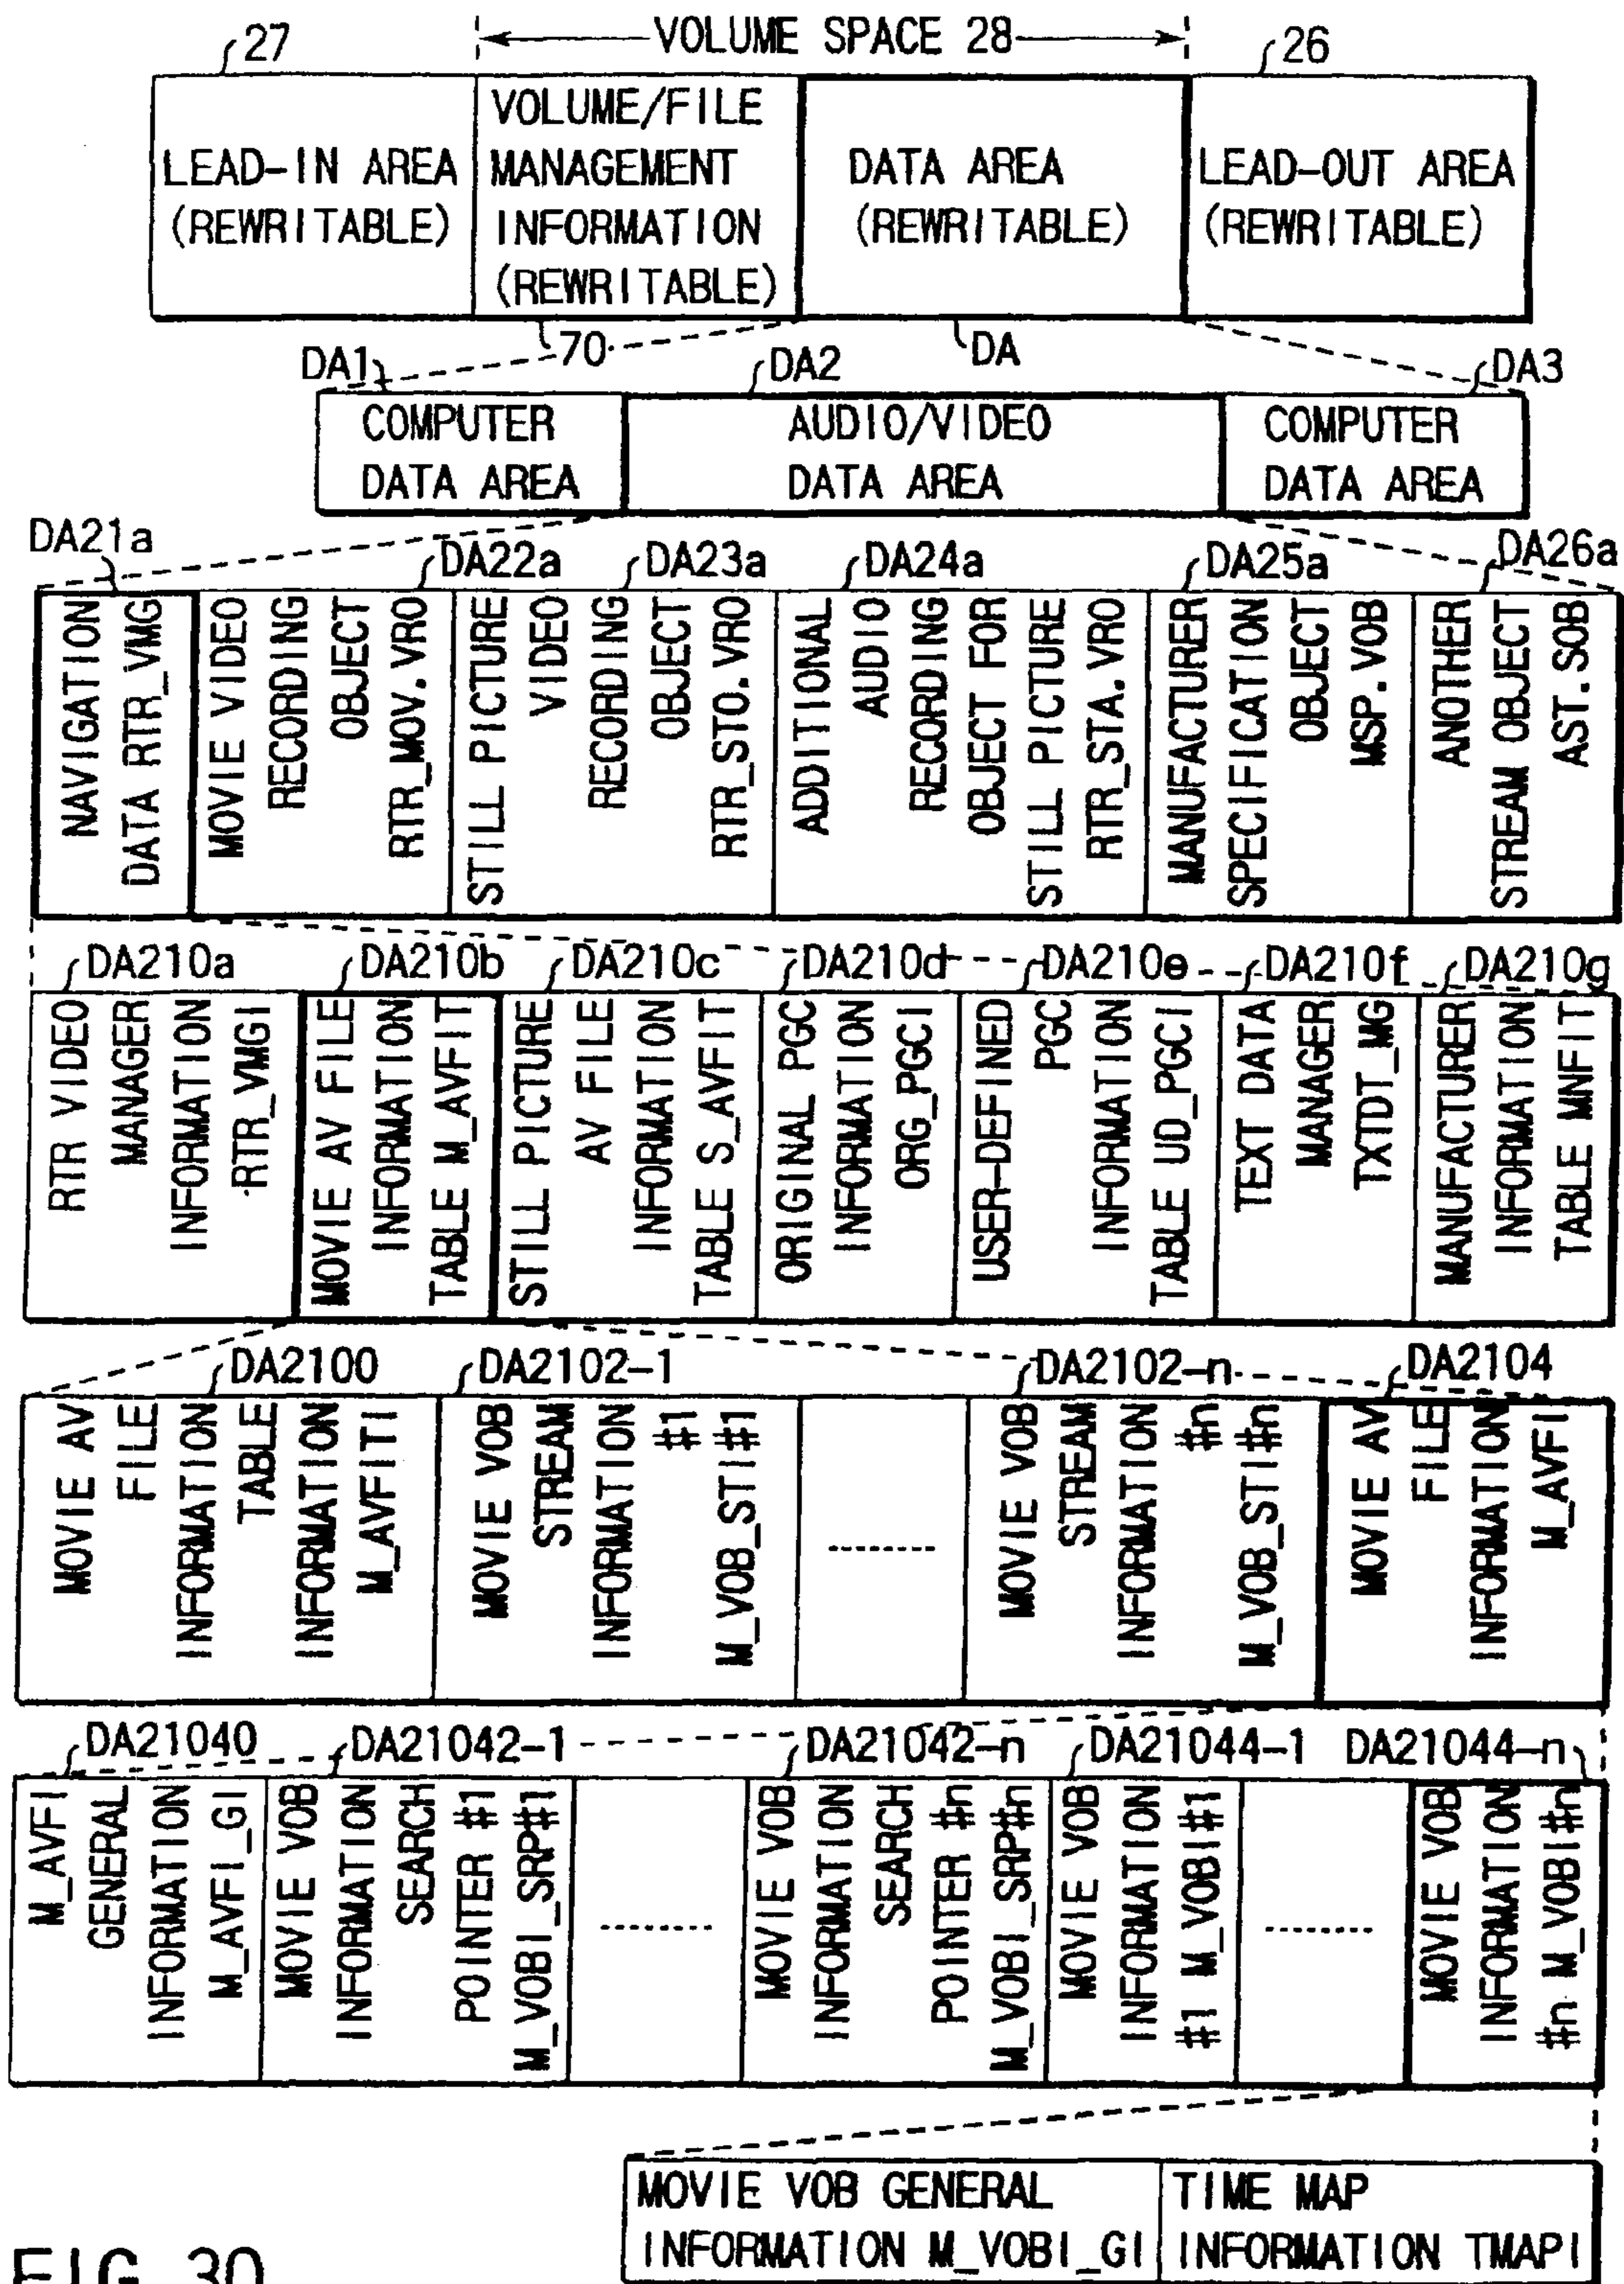 27
VOLUME SPACE 28
26
LEAD-IN AREA
(REWRITABLE)
VOLUME/FILE
MANAGEMENT
INFORMATION
(REWRITABLE)
DATA AREA
(REWRITABLE)
LEAD-OUT AREA
(REWRITABLE)
70
DA
DA1
DA2
DA3
COMPUTER
DATA AREA
AUDIO/VIDEO
DATA AREA
COMPUTER
DATA AREA
DA21a
DA22a
DA23a
DA24a
DA25a
DA26a
NAVIGATION
DATA RTR_VMG
MOVIE VIDEO
RECORDING
OBJECT
RTR_MOV.VRO
STILL PICTURE
VIDEO
RECORDING
OBJECT
RTR_STO.VRO
ADDITIONAL
AUDIO
RECORDING
OBJECT FOR
STILL PICTURE
RTR_STA.VRO
MANUFACTURER
SPECIFICATION
OBJECT
MSP.VOB
ANOTHER
STREAM OBJECT
AST.SOB
DA210a
DA210b
DA210c
DA210d
DA210e
DA210f
DA210g
RTR VIDEO
MANAGER
INFORMATION
RTR_VMGI
MOVIE AV FILE
INFORMATION
TABLE M_AVFIT
STILL PICTURE
AV FILE
INFORMATION
TABLE S_AVFIT
ORIGINAL PGC
INFORMATION
ORG_PGCI
USER-DEFINED
PGC
INFORMATION
TABLE UD_PGCI
TEXT DATA
MANAGER
TXTDT_MG
MANUFACTURER
INFORMATION
TABLE MNFIT
DA2100
DA2102-1
DA2102-n
DA2104
MOVIE AV
FILE
INFORMATION
TABLE
INFORMATION
M_AVFITI
MOVIE VOB
STREAM
INFORMATION
#1
M_VOB_STI#1
MOVIE VOB
STREAM
INFORMATION
#n
M_VOB_STI#n
MOVIE AV
FILE
INFORMATION
M_AVFI
DA21040
DA21042-1
DA21042-n
DA21044-1
DA21044-n
M_AVFI
GENERAL
INFORMATION
M_AVFI_GI
MOVIE VOB
INFORMATION
SEARCH
POINTER #1
M_VOBI_SRP#1
MOVIE VOB
INFORMATION
SEARCH
POINTER #n
M_VOBI_SRP#n
MOVIE VOB
INFORMATION
#1 M_VOBI#1
MOVIE VOB
INFORMATION
#n M_VOBI#n
MOVIE VOB GENERAL
INFORMATION M_VOBI_GI
TIME MAP
INFORMATION TMAPI
FIG. 30